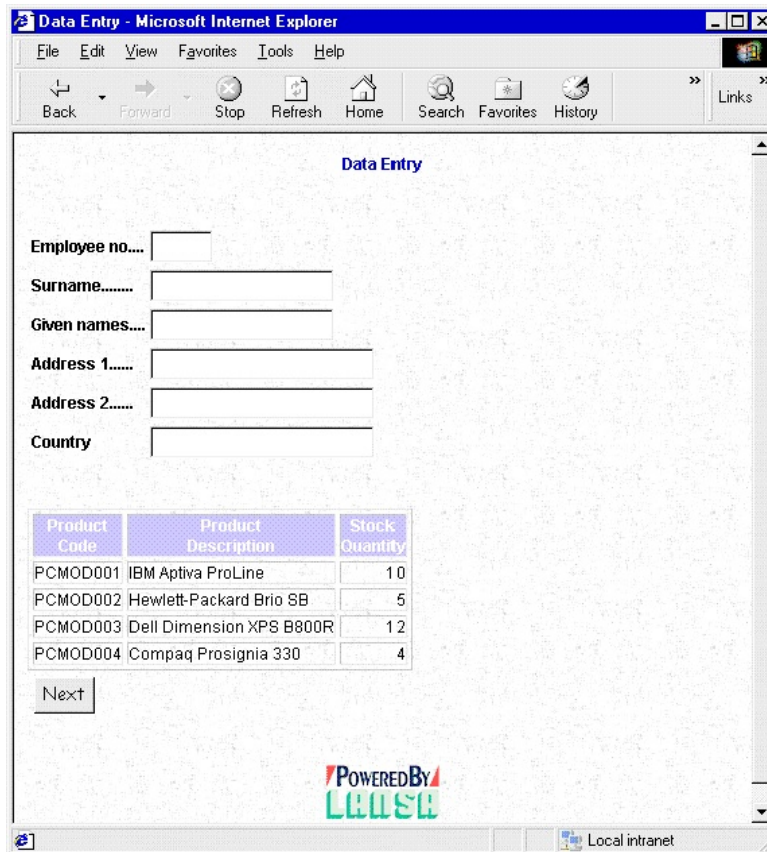 Data Entry - Microsoft Internet Explorer
File Edit View Favorites Tools Help
Back Forward Stop Refresh Home Search Favorites History » Links »
Data Entry
Employee no....
Surname........
Given names....
Address 1......
Address 2......
Country
Product Code Product Description Stock Quantity
PCMOD001 IBM Aptiva ProLine 10
PCMOD002 Hewlett-Packard Brio SB 5
PCMOD003 Dell Dimension XPS B800R 12
PCMOD004 Compaq Prosignia 330 4
Next
POWEREDBY
LANSA
Local intranet